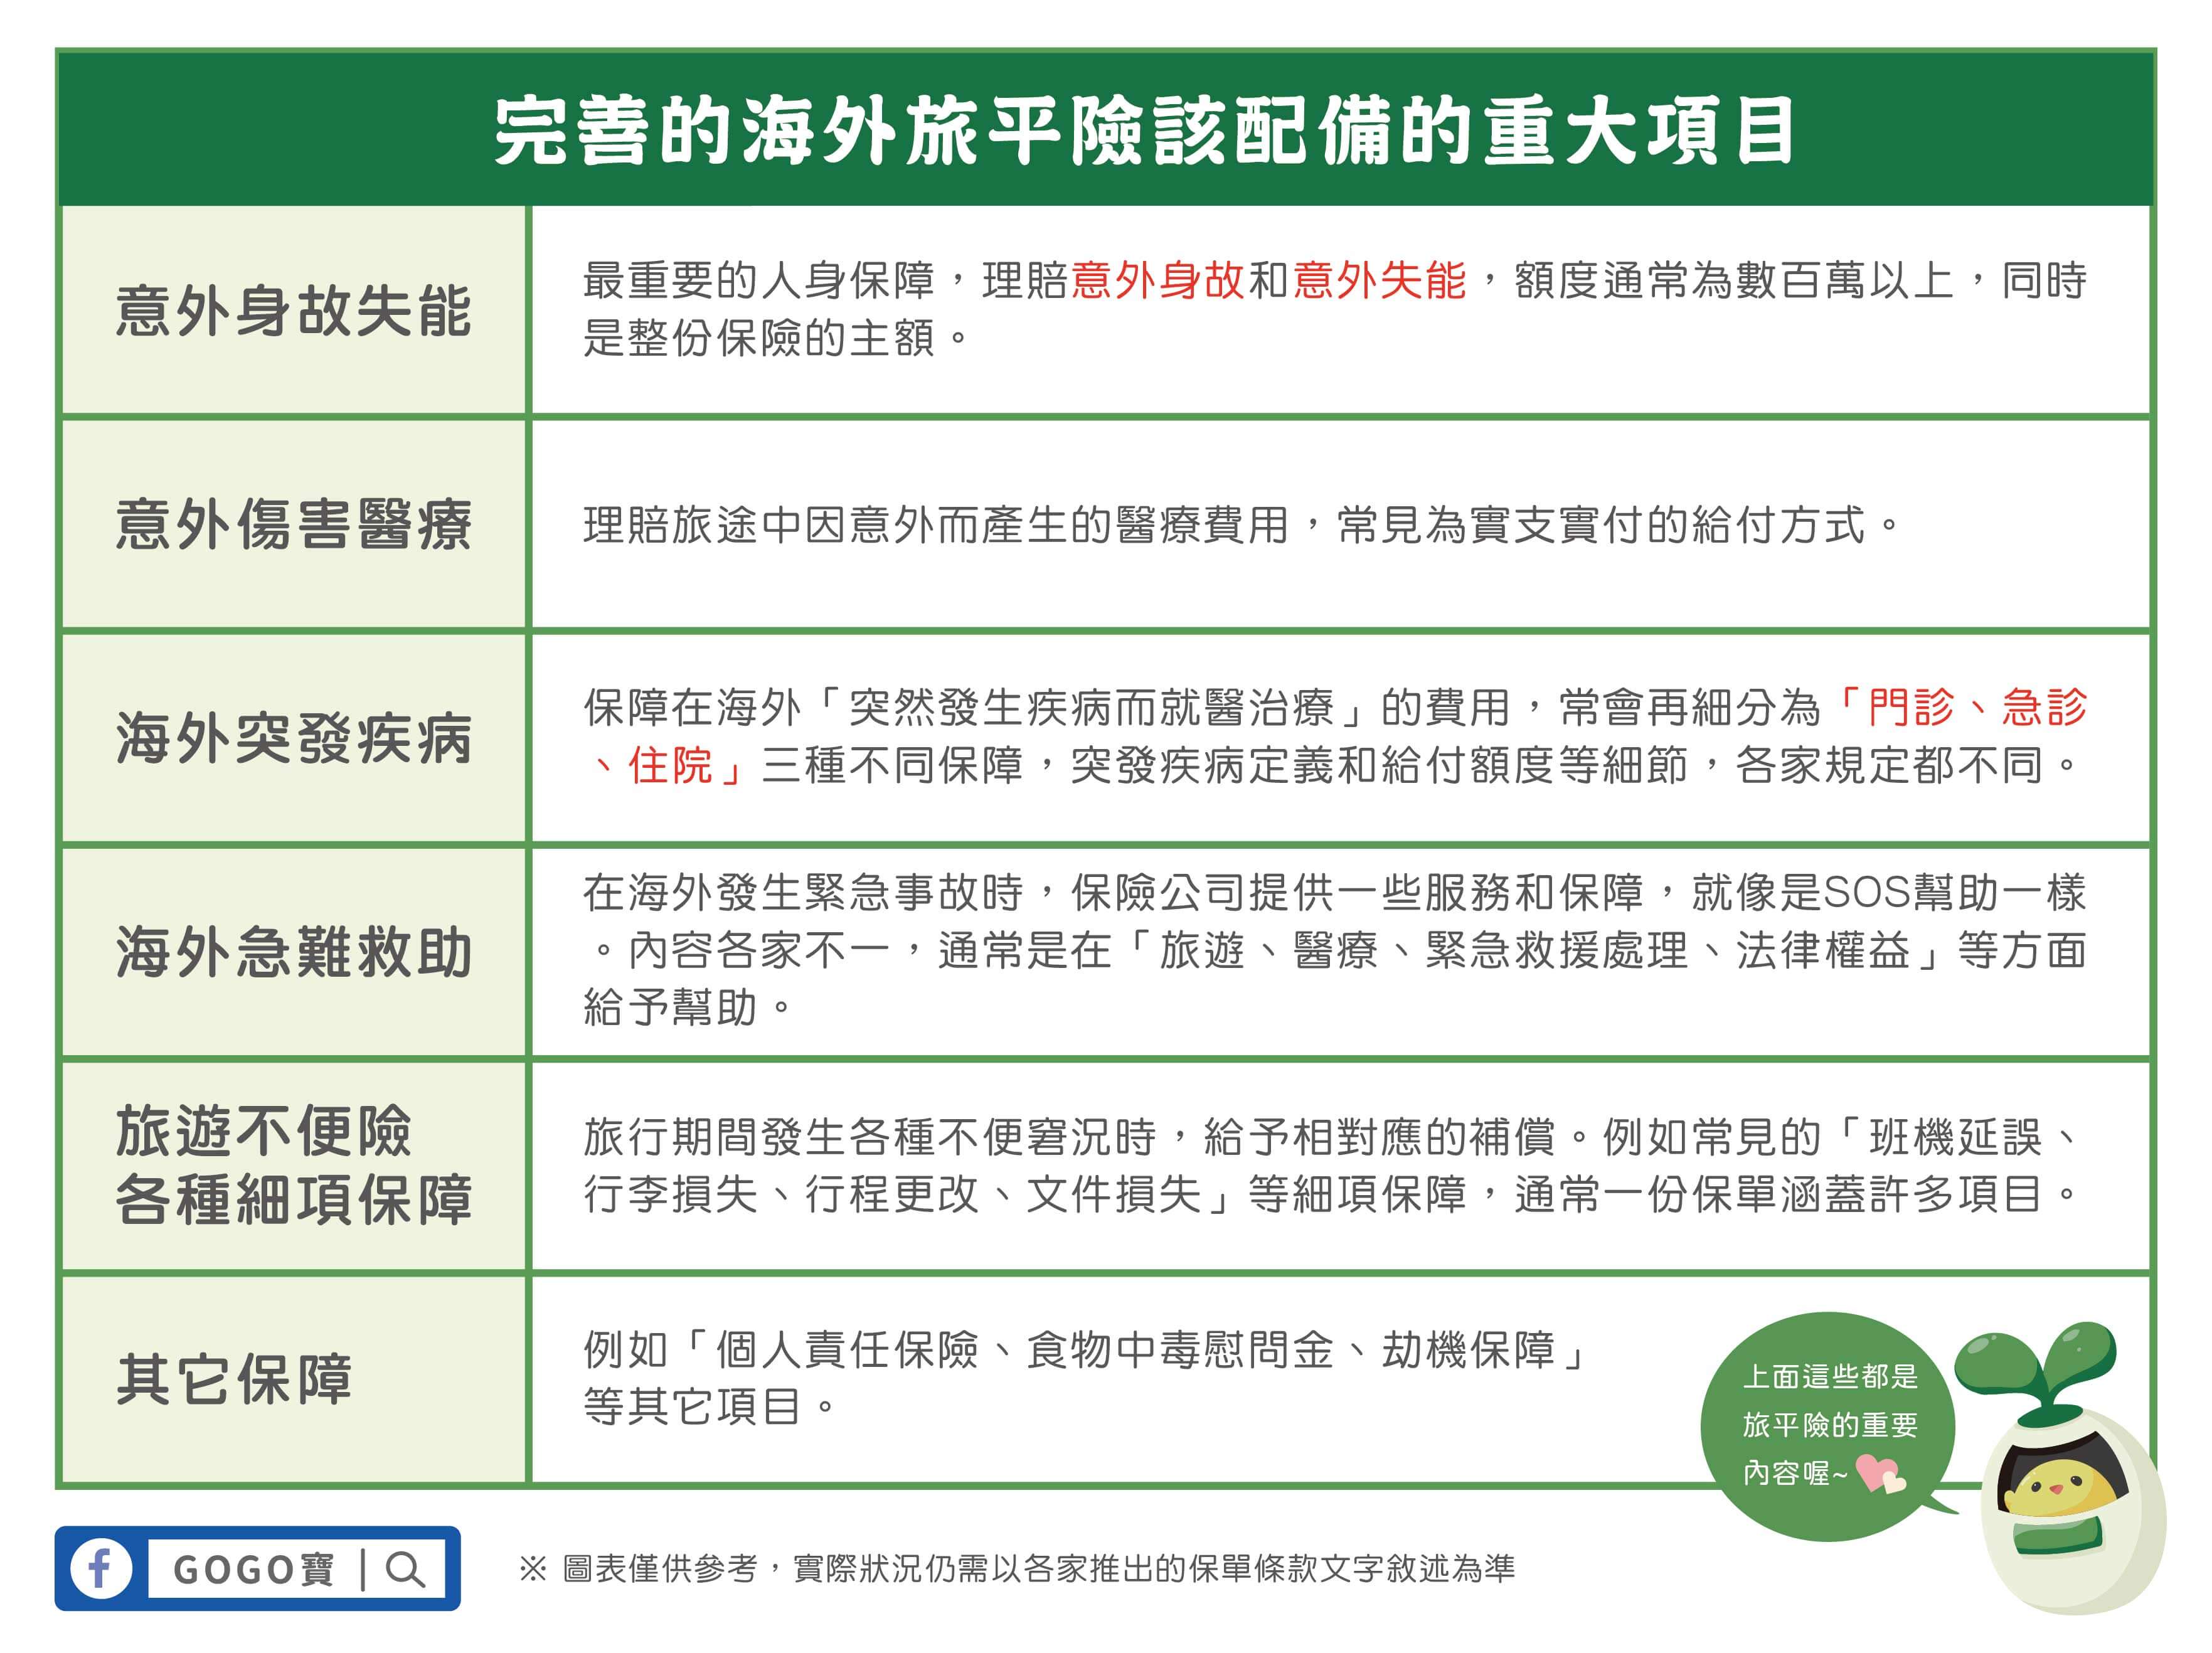 完善的海外旅平險該配備的重大項目
意外身故失能
最重要的人身保障，理賠意外身故和意外失能，額度通常為數百萬以上，同時
是整份保險的主額。
意外傷害醫療
理賠旅途中因意外而產生的醫療費用，常見為實支實付的給付方式。
海外突發疾病
保障在海外「突然發生疾病而就醫治療」的費用，常會再細分為「門診、急診
、住院」三種不同保障，突發疾病定義和給付額度等細節，各家規定都不同。
海外急難救助
在海外發生緊急事故時，保險公司提供一些服務和保障，就像是SOS幫助一樣
。內容各家不一，通常是在「旅遊、醫療、緊急救援處理、法律權益」等方面
給予幫助。
旅遊不便險
各種細項保障
旅行期間發生各種不便窘況時，給予相對應的補償。例如常見的「班機延誤、
行李損失、行程更改、文件損失」等細項保障，通常一份保單涵蓋許多項目。
其它保障
例如「個人責任保險、食物中毒慰問金、劫機保障」
等其它項目。
上面這些都是
旅平險的重要
內容喔~
f GOGO寶
※ 圖表僅供參考，實際狀況仍需以各家推出的保單條款文字敘述為準